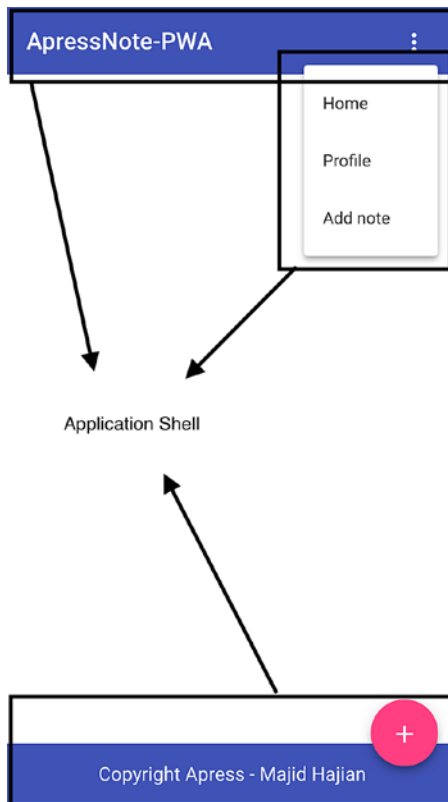 ApressNote-PWA
Home
Profile
Add note
Application Shell
+
Copyright Apress - Majid Hajian